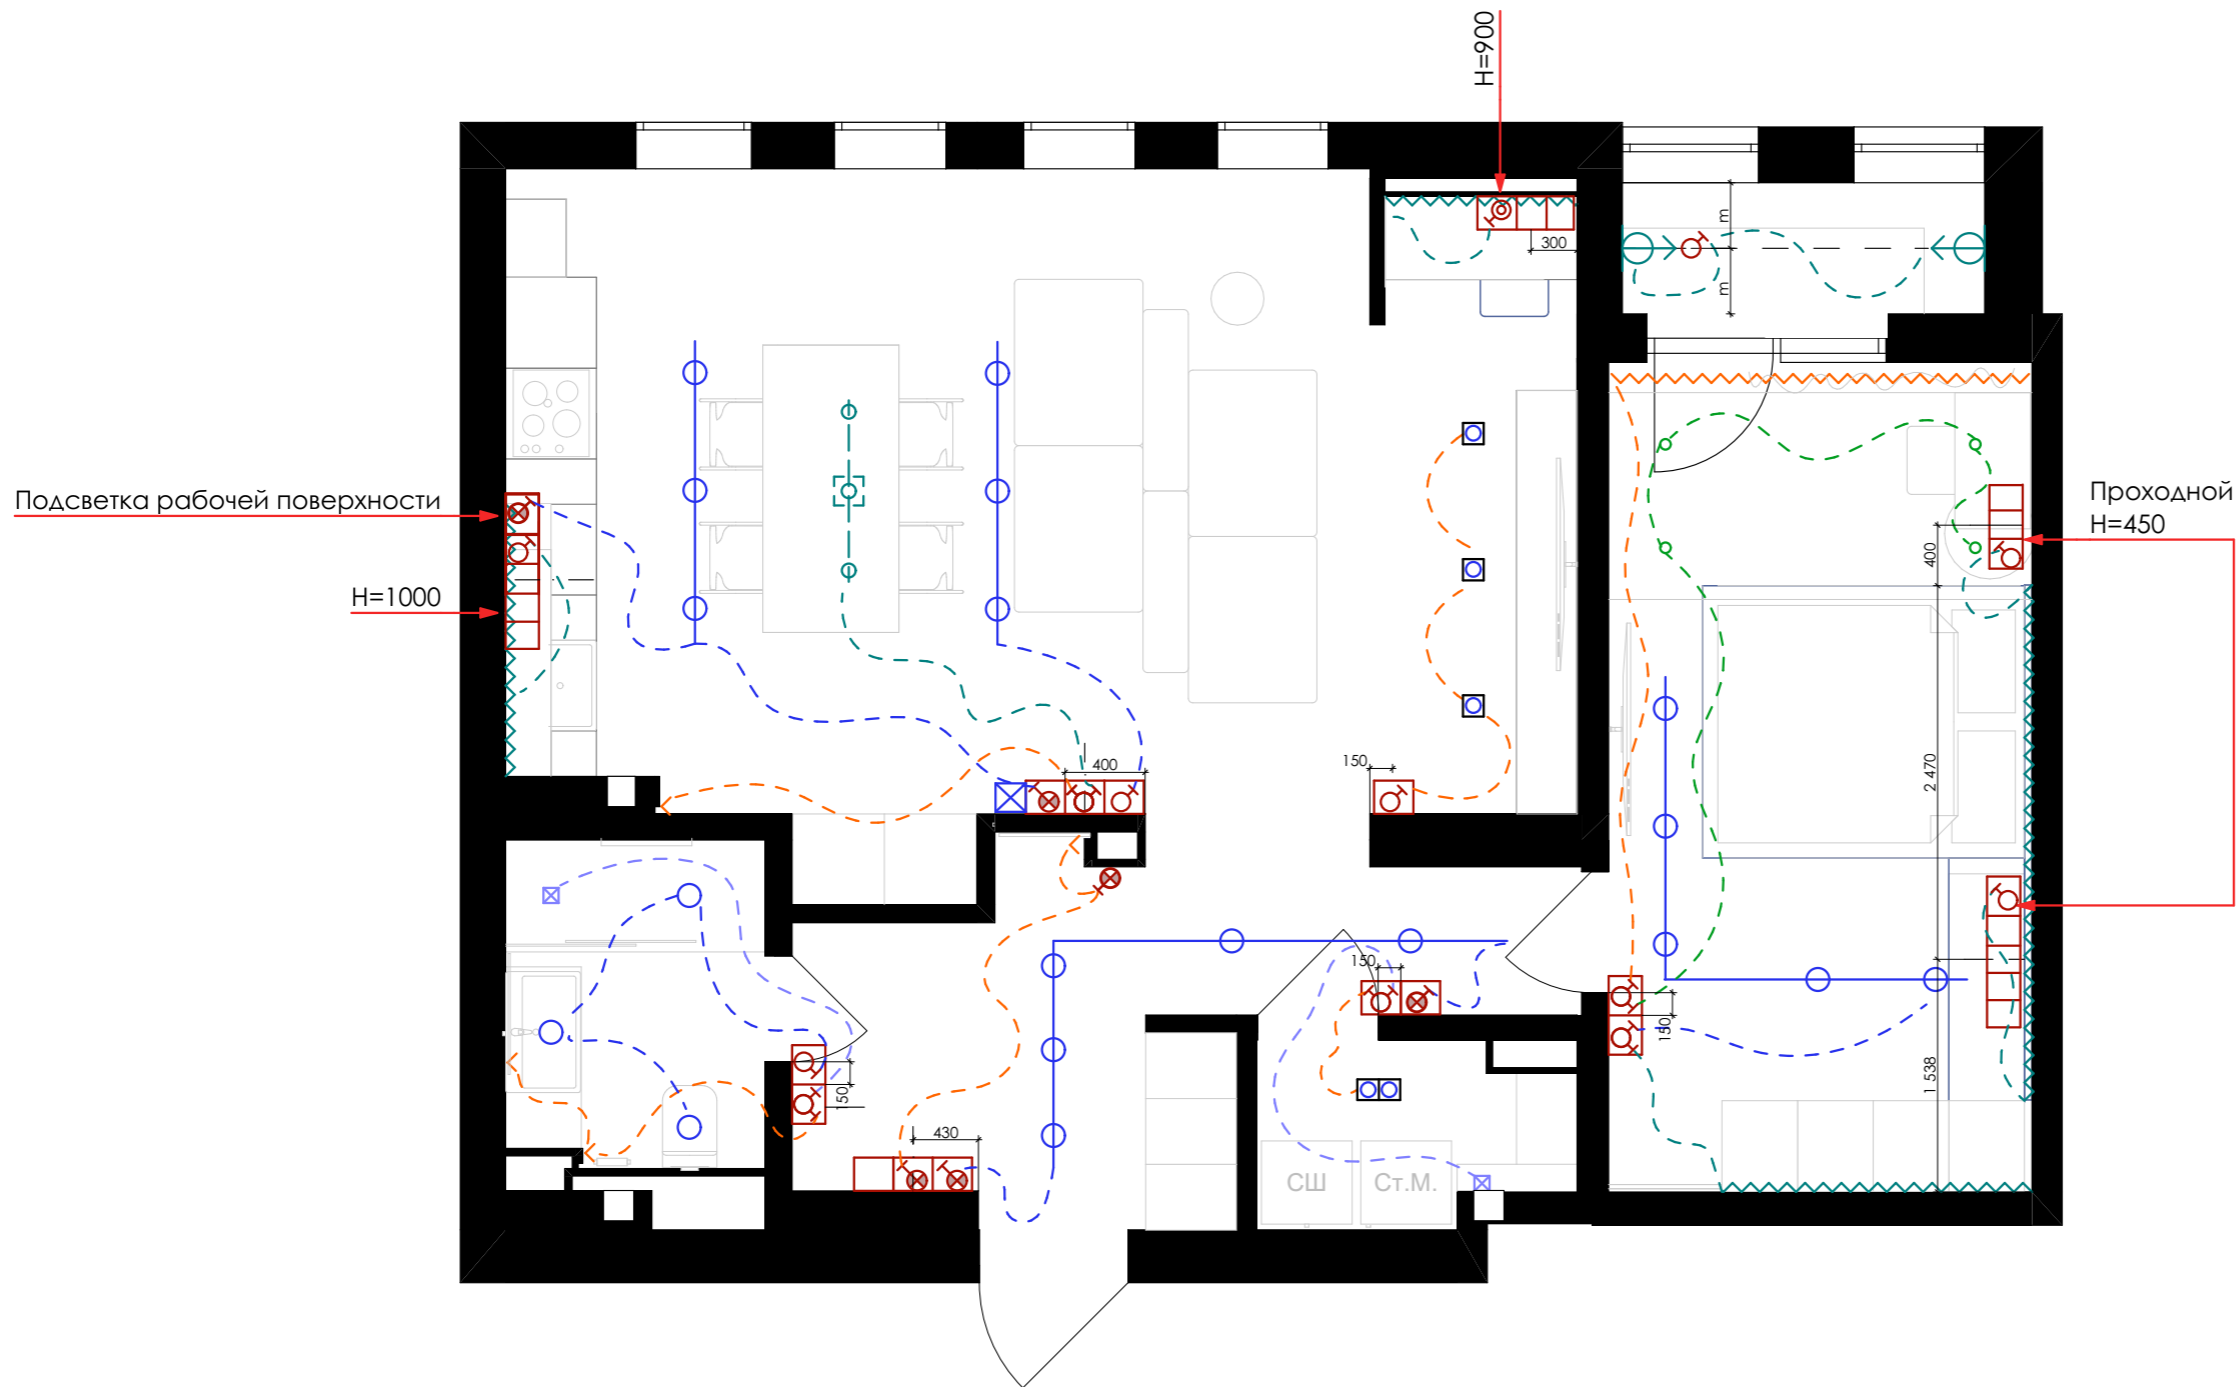 H=900
m
300
m
Подсветка рабочей поверхности
Проходной
H=450
400
H=1000
400
150
2 470
150
150
150
1 538
430
СШ
Ст.М.